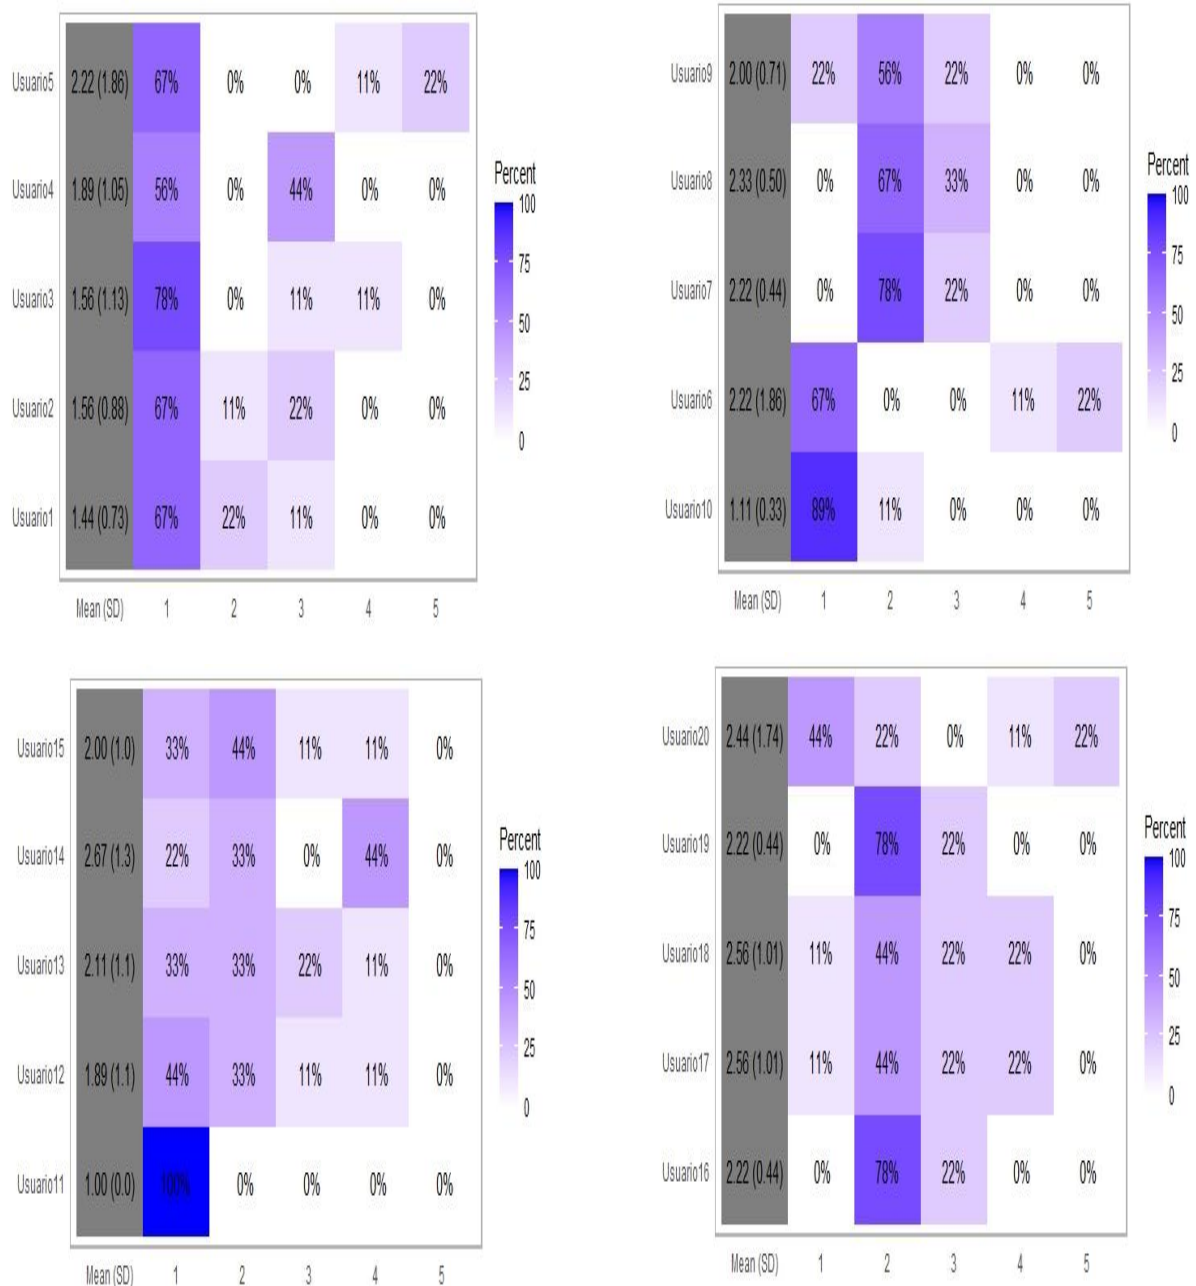 Usuario5 2.22 (1.86) 67% 0% 0% 11% 22%
Usuario4 1.89 (1.05) 56% 0% 44% 0% 0%
Usuario3 1.56 (1.13) 78% 0% 11% 11% 0%
Usuario2 1.56 (0.88) 67% 11% 22% 0% 0%
Usuario1 1.44 (0.73) 67% 22% 11% 0% 0%
Mean (SD) 1 2 3 4 5
Percent
100
75
50
25
0
Usuario9 2.00 (0.71) 22% 56% 22% 0% 0%
Usuario8 2.33 (0.50) 0% 67% 33% 0% 0%
Usuario7 2.22 (0.44) 0% 78% 22% 0% 0%
Usuario6 2.22 (1.86) 67% 0% 0% 11% 22%
Usuario10 1.11 (0.33) 89% 11% 0% 0% 0%
Mean (SD) 1 2 3 4 5
Percent
100
75
50
25
0
Usuario15 2.00 (1.0) 33% 44% 11% 11% 0%
Usuario14 2.67 (1.3) 22% 33% 0% 44% 0%
Usuario13 2.11 (1.1) 33% 33% 22% 11% 0%
Usuario12 1.89 (1.1) 44% 33% 11% 11% 0%
Usuario11 1.00 (0.0) 100% 0% 0% 0% 0%
Mean (SD) 1 2 3 4 5
Percent
100
75
50
25
0
Usuario20 2.44 (1.74) 44% 22% 0% 11% 22%
Usuario19 2.22 (0.44) 0% 78% 22% 0% 0%
Usuario18 2.56 (1.01) 11% 44% 22% 22% 0%
Usuario17 2.56 (1.01) 11% 44% 22% 22% 0%
Usuario16 2.22 (0.44) 0% 78% 22% 0% 0%
Mean (SD) 1 2 3 4 5
Percent
100
75
50
25
0